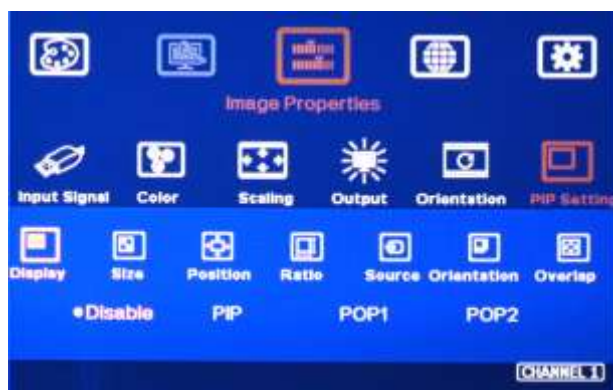 Image Properties
Input Signal Color Scaling Output Orientation PIP Setting
Display Size Position Ratio Source Orientation Overlap
Disable PIP POP1 POP2
CHANNEL 1